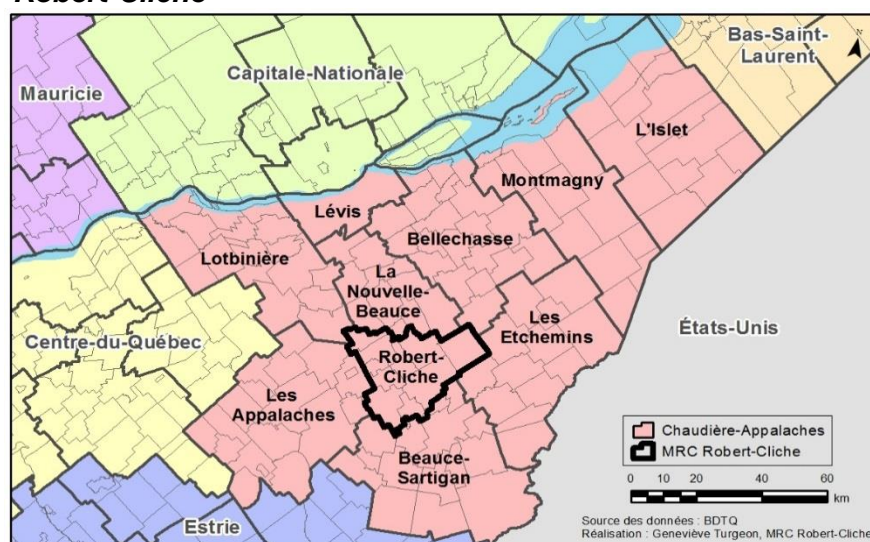 Robert-Cliche
Bas-Saint-
Laurent
N
Capitale-Nationale
Mauricie
L'Islet
Montmagny
Lévis
Bellechasse
Lotbinière
La
Nouvelle-
Beauce
Les
Etchemins
États-Unis
Centre-du-Québec
Robert-
Cliche
Les
Appalaches
Chaudière-Appalaches
MRC Robert-Cliche
Beauce-
Sartigan
0 10 20 40 60
km
Estrie
Source des données : BDTQ
Réalisation : Geneviève Turgeon, MRC Robert-Cliche